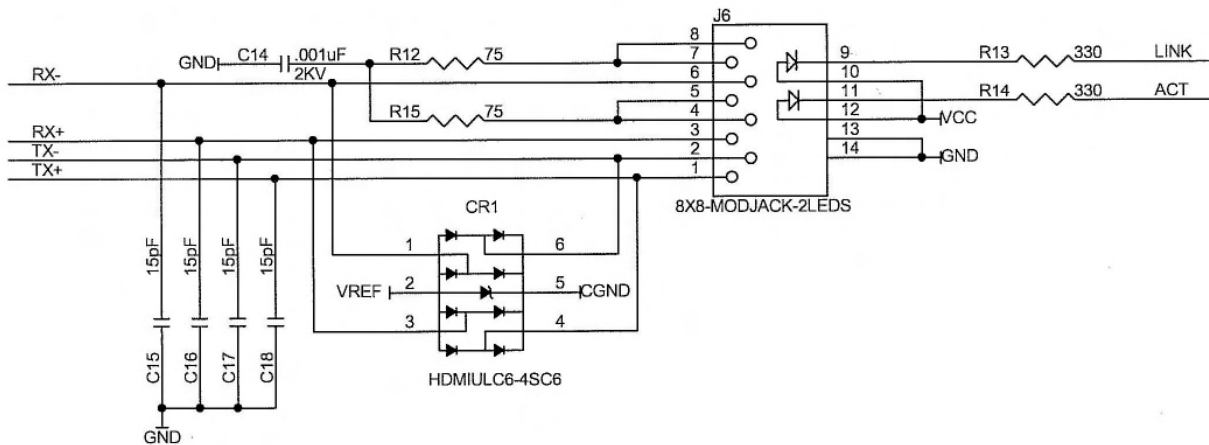 J6
GND C14 .001uF R12 75 8 9 R13 330 LINK
2KV 7 10
RX- 6 11 R14 330 ACT
R15 75 5 12 VCC
4 13
RX+ 3 14 GND
TX- 2
TX+ 1
8X8-MODJACK-2LEDS
CR1
15pF 15pF 15pF 15pF
1 6
VREF 2 5 CGND
3 4
C15 C16 C17 C18
HDMIULC6-4SC6
GND